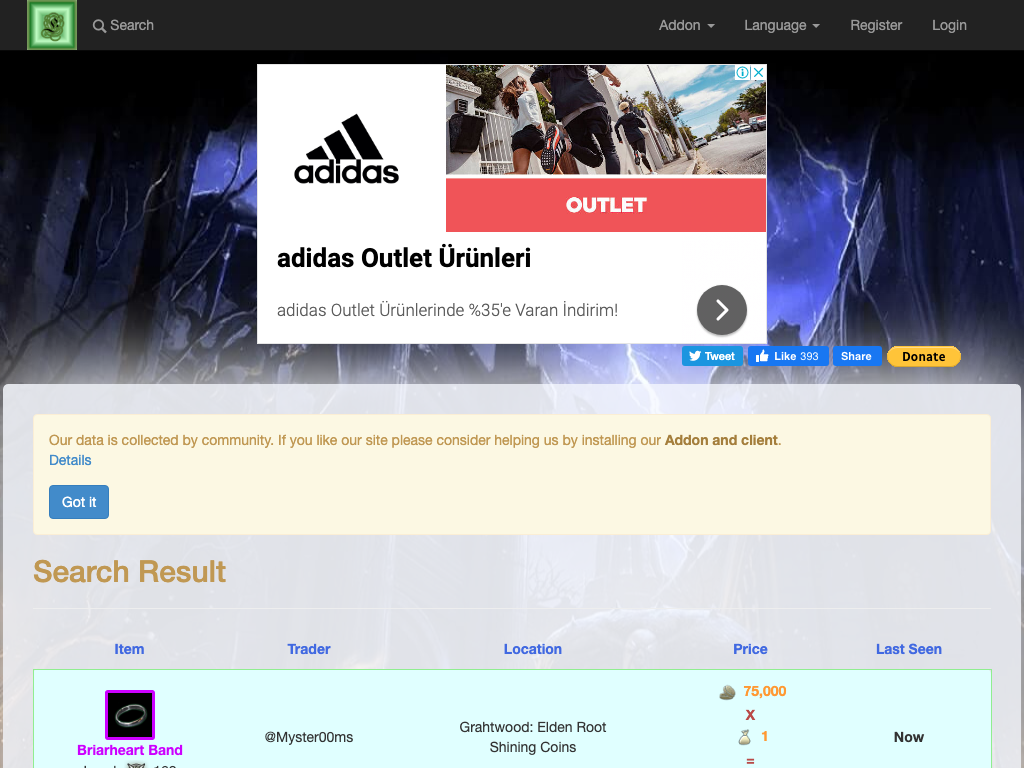 Search
Addon
Language
Register
Login
adidas
OUTLET
adidas Outlet Ürünleri
adidas Outlet Ürünlerinde %35'e Varan İndirim!
Tweet
Like 393
Share
Donate
Our data is collected by community. If you like our site please consider helping us by installing our Addon and client.
Details
Got it
Search Result
Item
Trader
Location
Price
Last Seen
Briarheart Band
@Myster00ms
Grahtwood: Elden Root
Shining Coins
75,000
X
1
=
Now